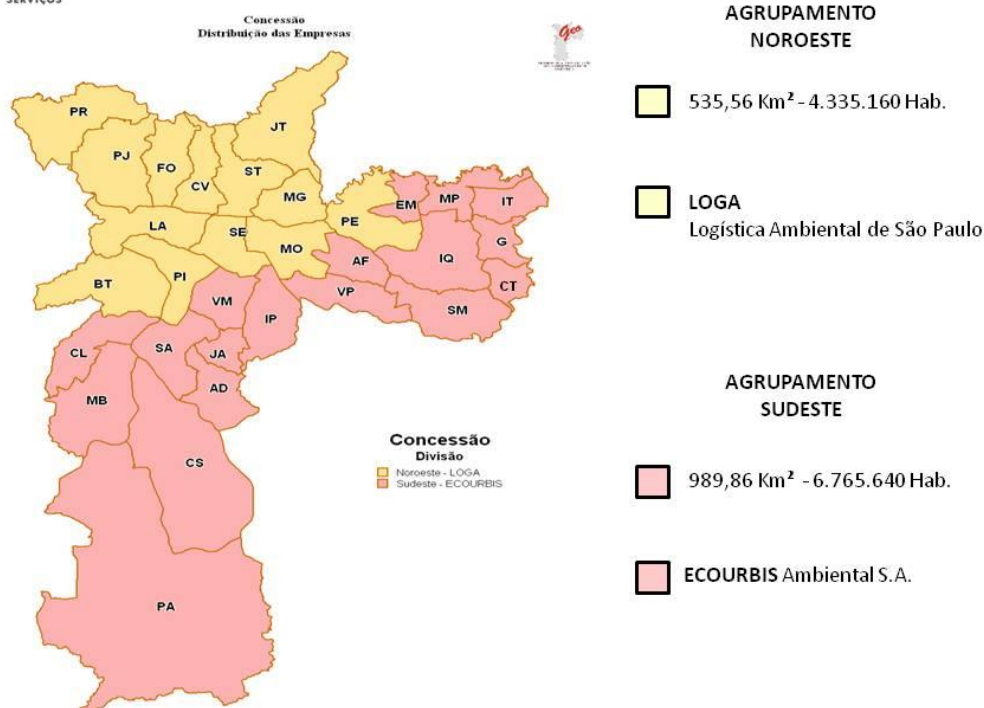 SERVIÇOS
Concessão
Distribuição das Empresas
Geo
PR
JT
PJ
FO
CV
ST
MG
LA
SE
MO
PE
EM
MP
IT
G
AF
IQ
CT
BT
PI
VM
IP
VP
SM
CL
SA
JA
AD
MB
CS
PA
Concessão
Divisão
Noroeste - LOGA
Sudeste - ECOURBIS
AGRUPAMENTO
NOROESTE
535,56 Km² - 4.335.160 Hab.
LOGA
Logística Ambiental de São Paulo
AGRUPAMENTO
SUDESTE
989,86 Km² - 6.765.640 Hab.
ECOURBIS Ambiental S.A.